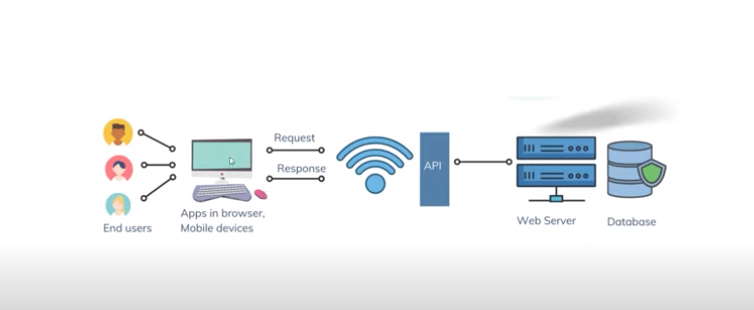 Request
Response
API
Apps in browser,
Mobile devices
End users
Web Server
Database